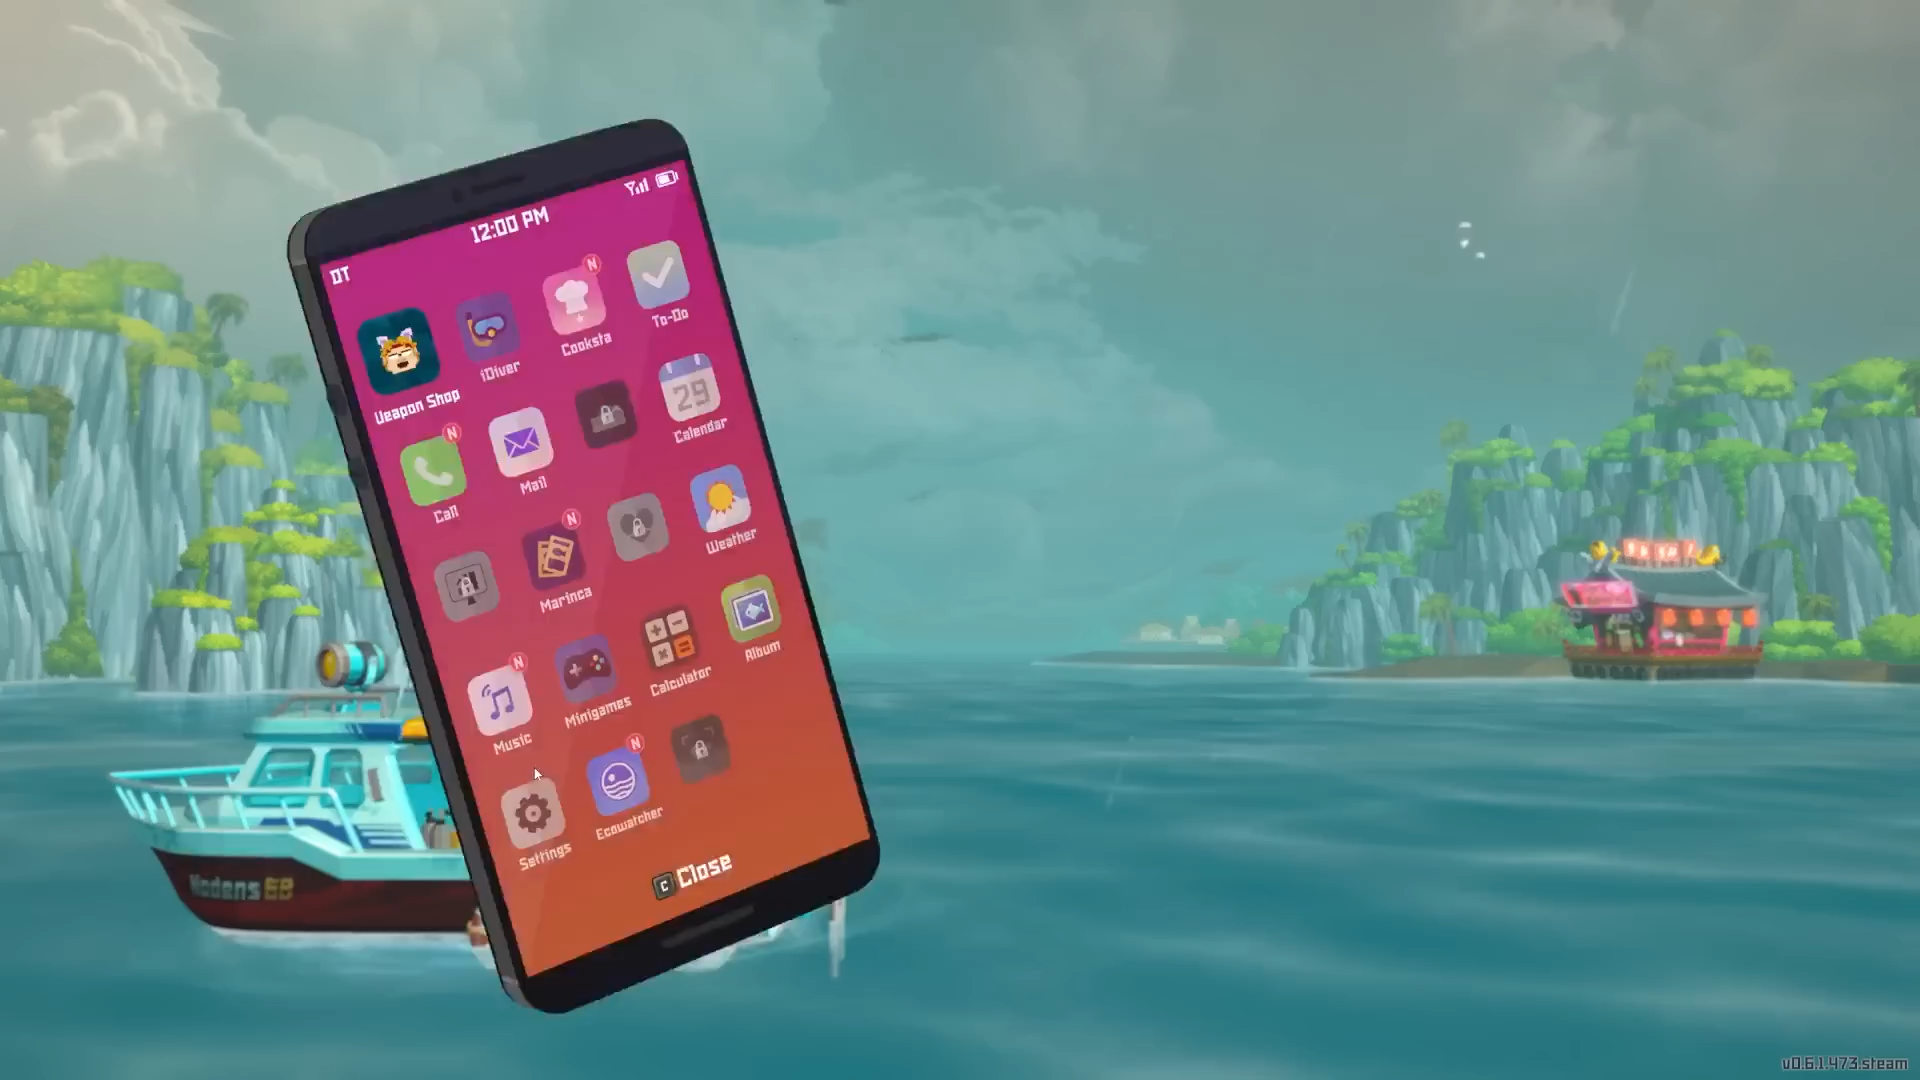 12:00 PM
DT
Weapon Shop
iDiver
N
Cooksta
To-Do
N
Call
Mail
29
Calendar
N
Marinca
Weather
N
Music
Minigames
Calculator
Album
Settings
N
Ecowatcher
C Close
Nodens 68
v0.6.1.473.steam